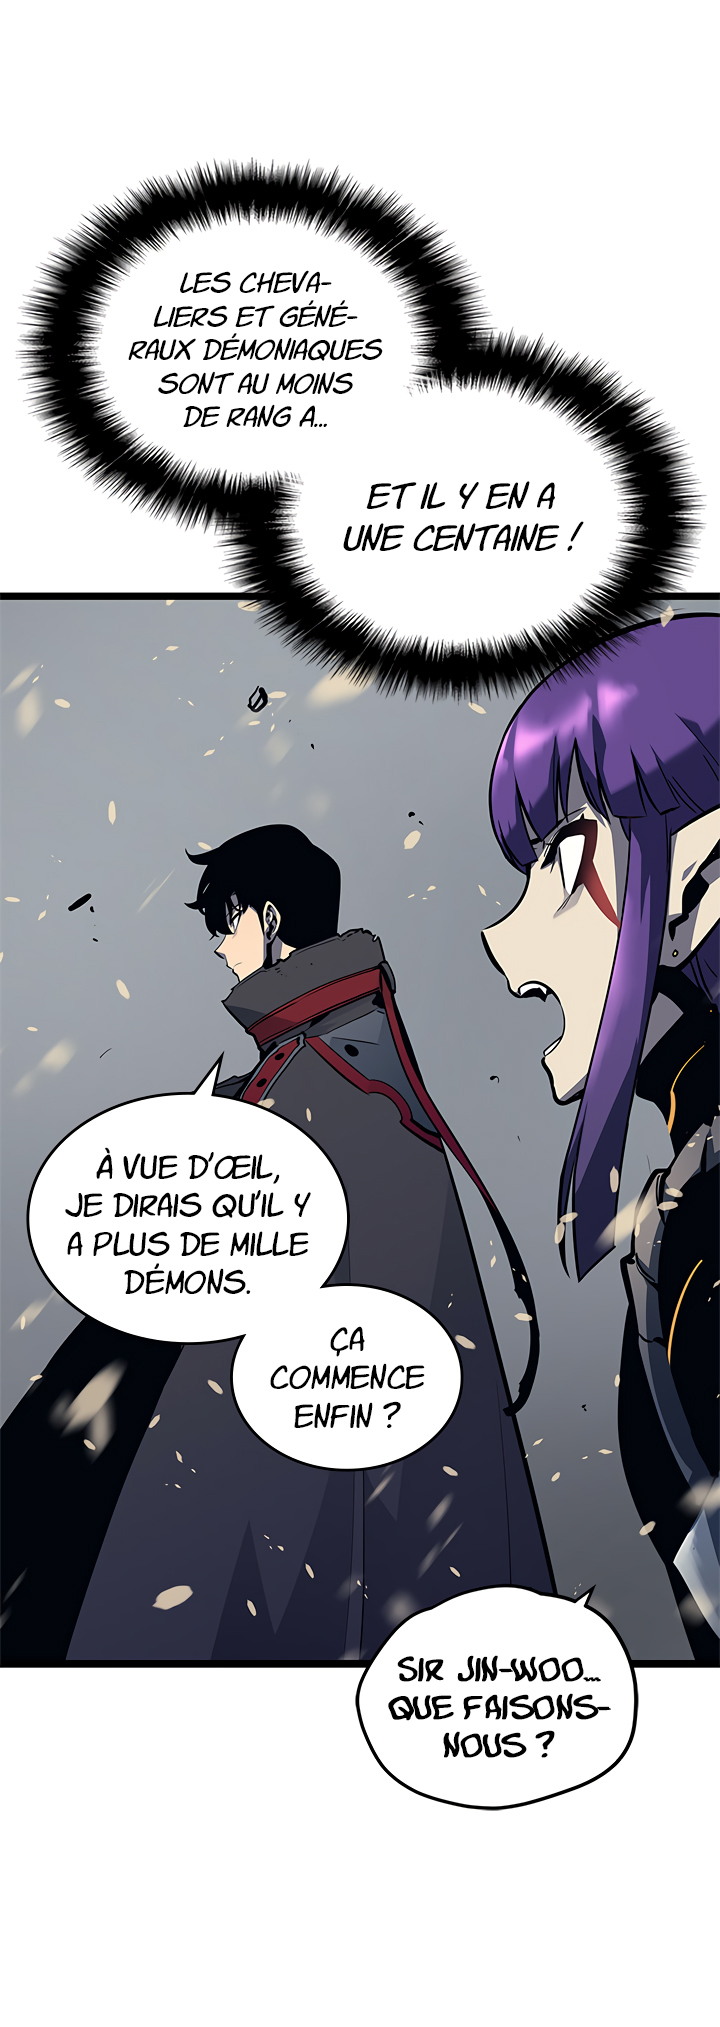 LES CHEVA-
LIERS ET GÉNÉ-
RAUX DÉMONIAQUES
SONT AU MOINS
DE RANG A...
ET IL Y EN A
UNE CENTAINE !
À VUE D'ŒIL,
JE DIRAIS QU'IL Y
A PLUS DE MILLE
DÉMONS.
ÇA
COMMENCE
ENFIN ?
SIR JIN-WOO...
QUE FAISONS-
NOUS ?